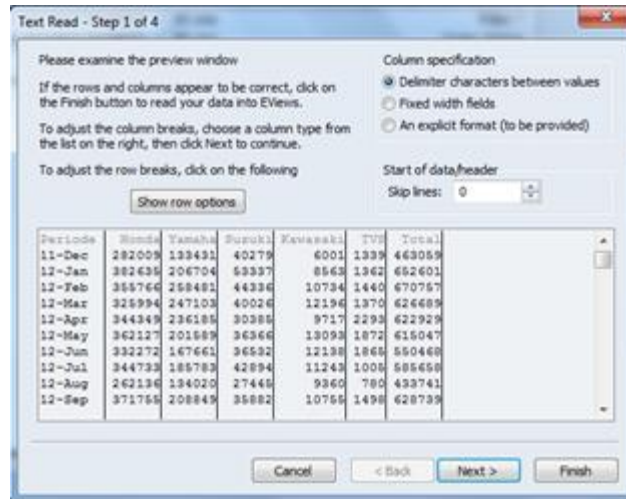 Text Read - Step 1 of 4
Please examine the preview window
If the rows and columns appear to be correct, click on
the Finish button to read your data into EViews.
To adjust the column breaks, choose a column type from
the list on the right, then click Next to continue.
To adjust the row breaks, click on the following
Show row options
Column specification
Delimiter characters between values
Fixed width fields
An explicit format (to be provided)
Start of data/header
Skip lines: 0
Periode Honda Yamaha Suzuki Kawasaki TVS Total
11-Dec 282009 133431 40279 6001 1339 463059
12-Jan 382635 206704 53337 8563 1362 652601
12-Feb 355766 258481 44336 10734 1440 670757
12-Mar 325994 247103 40026 12196 1370 626689
12-Apr 344349 236185 30385 9717 2293 622929
12-May 362127 201589 36366 13093 1872 615047
12-Jun 332272 167661 36532 12138 1865 550468
12-Jul 344733 185783 42894 11243 1005 585658
12-Aug 262136 134020 27445 9360 780 433741
12-Sep 371755 208849 35882 10755 1498 628739
Cancel
< Back
Next >
Finish